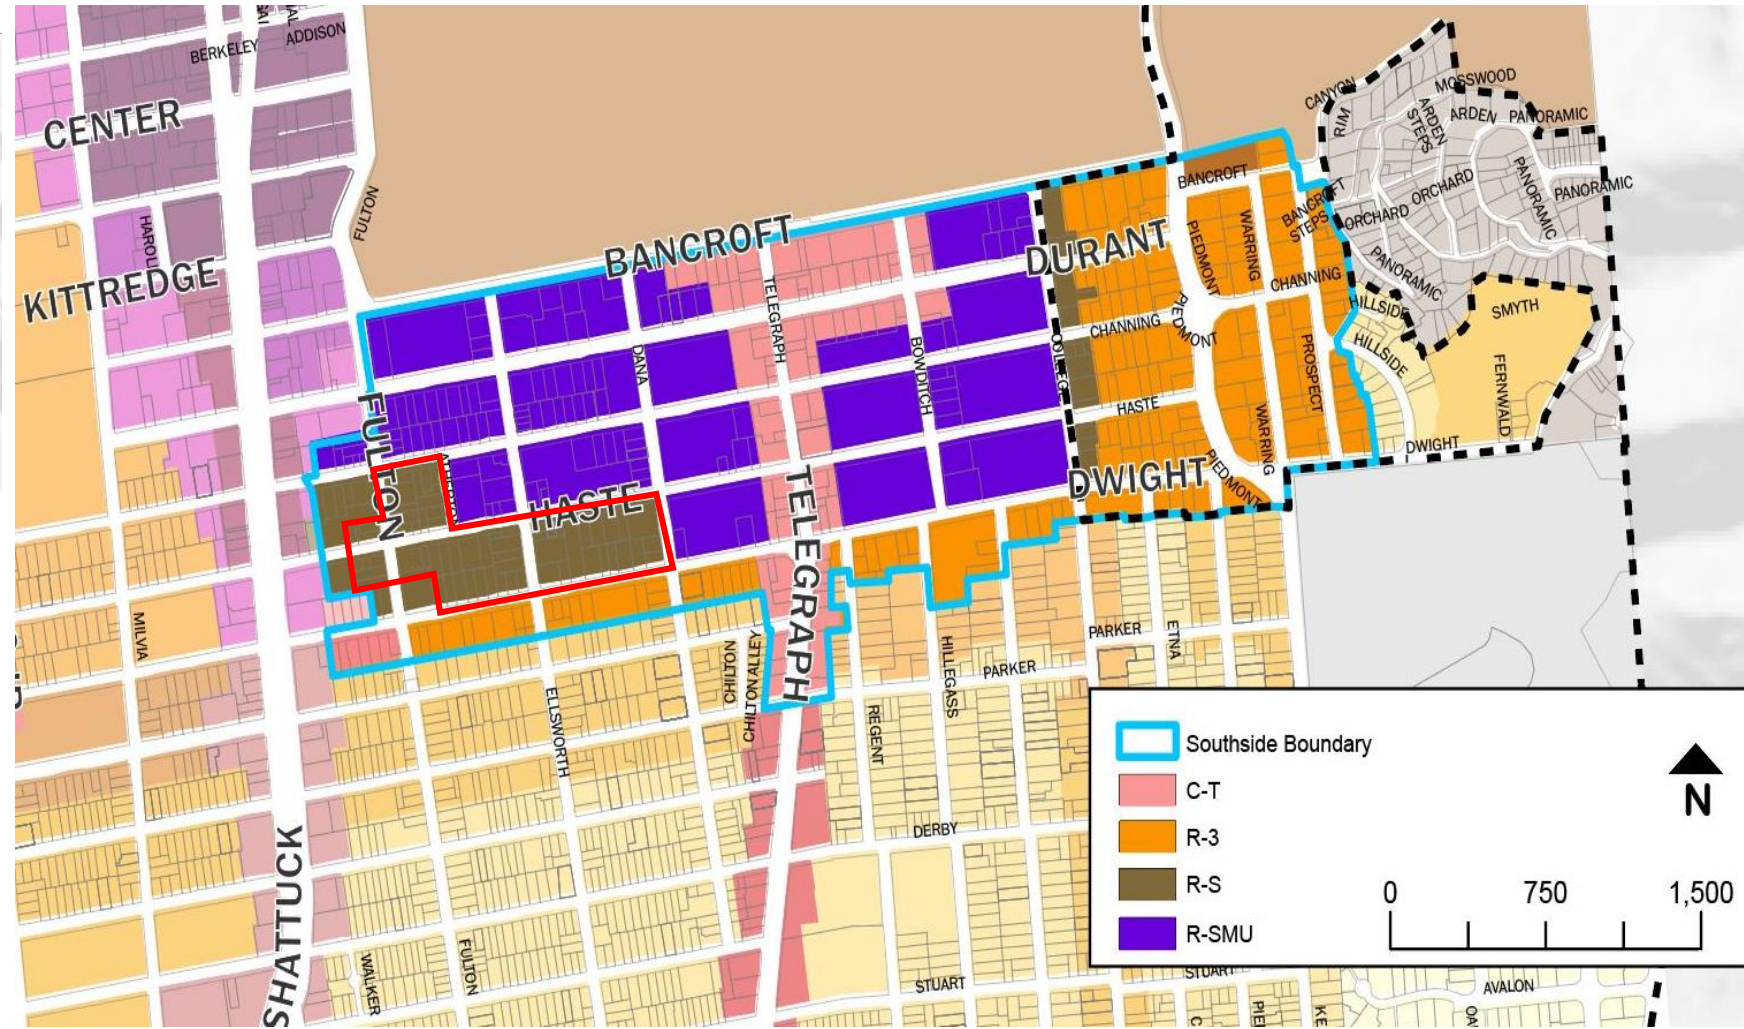 BERKELEY
ADDISON
CENTER
FULTON
KITTREDGE
BANCROFT
TELEGRAPH
DANA
BOWDITCH
DURANT
BANCROFT
CANYON
RIM
MOSSWOOD
ARDEN
STEPS
ARDEN
PANORAMIC
PANORAMIC
PANORAMIC
ORCHARD
ORCHARD
BANCROFT
STEPS
PIEDMONT
WARRING
CHANNING
PANORAMIC
CHANNING
PIEDMONT
HILLSIDE
HILLSIDE
SMYTH
FERNWALD
PROSPECT
HASTE
WARRING
DWIGHT
FULTON
HASTE
TELEGRAPH
DWIGHT
PIEDMONT
MILVIA
ELLSWORTH
CHILTON
CHILTON ALLEY
HILLEGASS
PARKER
PARKER
ETNA
REGENT
DERBY
SHATTUCK
WALKER
FULTON
STUART
STUART
AVALON
Southside Boundary
C-T
R-3
R-S
R-SMU
N
0 750 1,500